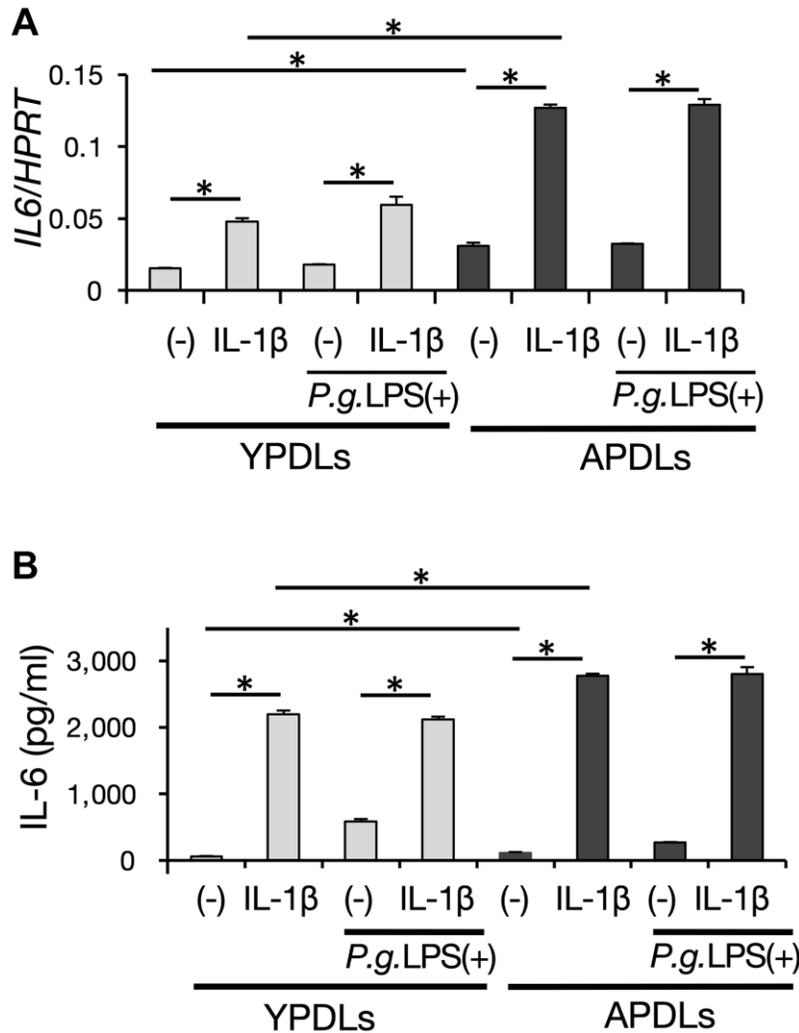 A
*
*
*
*
*
*
0.15
0.1
0.05
0
IL6/HPRT
(-) IL-1β (-) IL-1β (-) IL-1β (-) IL-1β
P.g.LPS(+) P.g.LPS(+)
YPDLs APDLs
B
*
*
*
*
*
*
3,000
2,000
1,000
0
IL-6 (pg/ml)
(-) IL-1β (-) IL-1β (-) IL-1β (-) IL-1β
P.g.LPS(+) P.g.LPS(+)
YPDLs APDLs